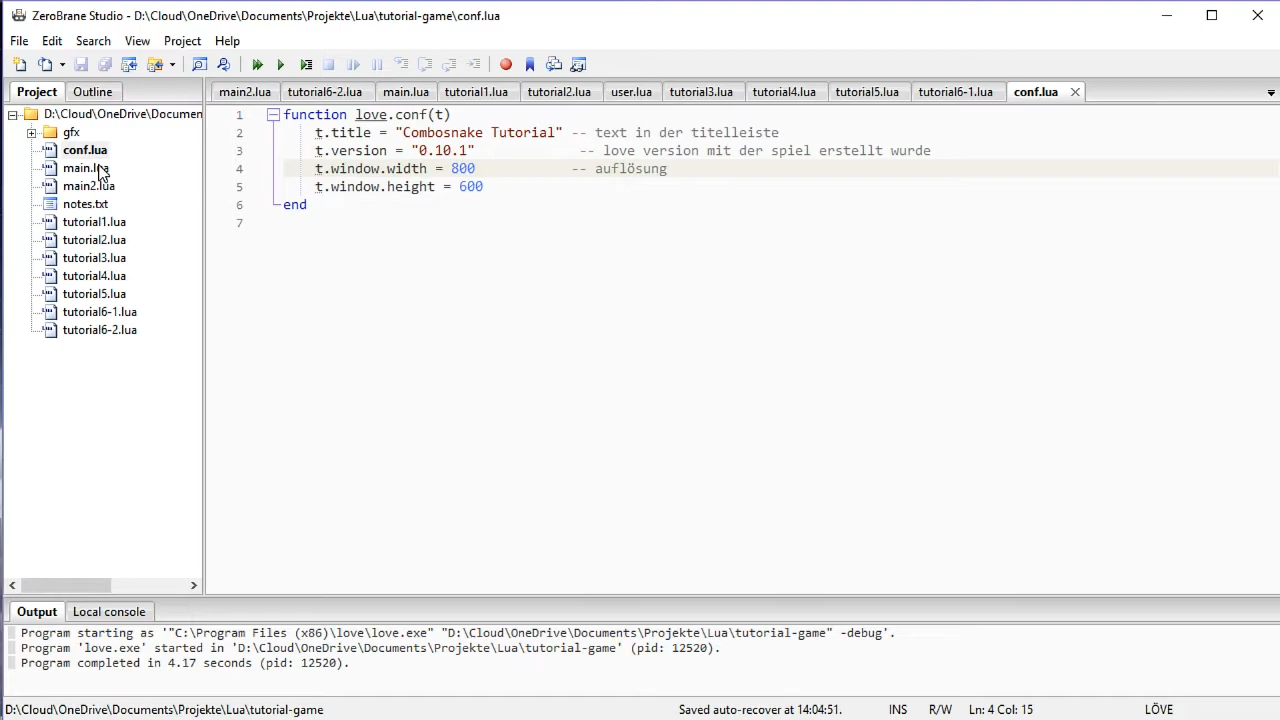 ZeroBrane Studio - D:\Cloud\OneDrive\Documents\Projekte\Lua\tutorial-game\conf.lua
File Edit Search View Project Help
Project Outline
main2.lua tutorial6-2.lua main.lua tutorial1.lua tutorial2.lua user.lua tutorial3.lua tutorial4.lua tutorial5.lua tutorial6-1.lua conf.lua
D:\Cloud\OneDrive\Documen
gfx
conf.lua
main.lua
main2.lua
notes.txt
tutorial1.lua
tutorial2.lua
tutorial3.lua
tutorial4.lua
tutorial5.lua
tutorial6-1.lua
tutorial6-2.lua
1 function love.conf(t)
2 t.title = "Combosnake Tutorial" -- text in der titelleiste
3 t.version = "0.10.1" -- love version mit der spiel erstellt wurde
4 t.window.width = 800 -- auflösung
5 t.window.height = 600
6 end
7
Output Local console
Program starting as '"C:\Program Files (x86)\love\love.exe" "D:\Cloud\OneDrive\Documents\Projekte\Lua\tutorial-game" -debug'.
Program 'love.exe' started in 'D:\Cloud\OneDrive\Documents\Projekte\Lua\tutorial-game' (pid: 12520).
Program completed in 4.17 seconds (pid: 12520).
D:\Cloud\OneDrive\Documents\Projekte\Lua\tutorial-game Saved auto-recover at 14:04:51. INS R/W Ln: 4 Col: 15 LÖVE